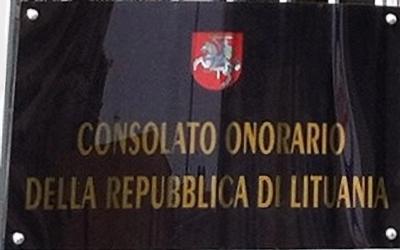 CONSOLATO ONORARIO
DELLA REPUBBLICA DI LITUANIA